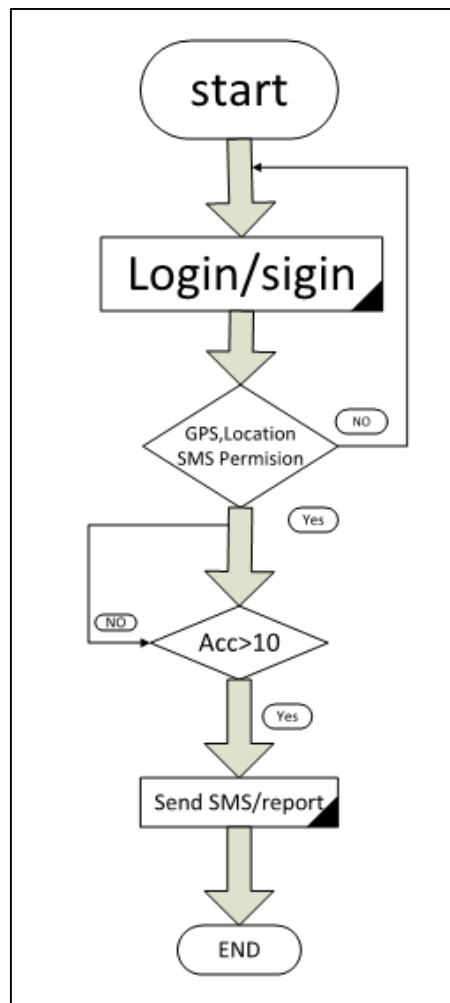 start
Login/sigin
GPS,Location
SMS Permision
NO
Yes
NO
Acc>10
Yes
Send SMS/report
END